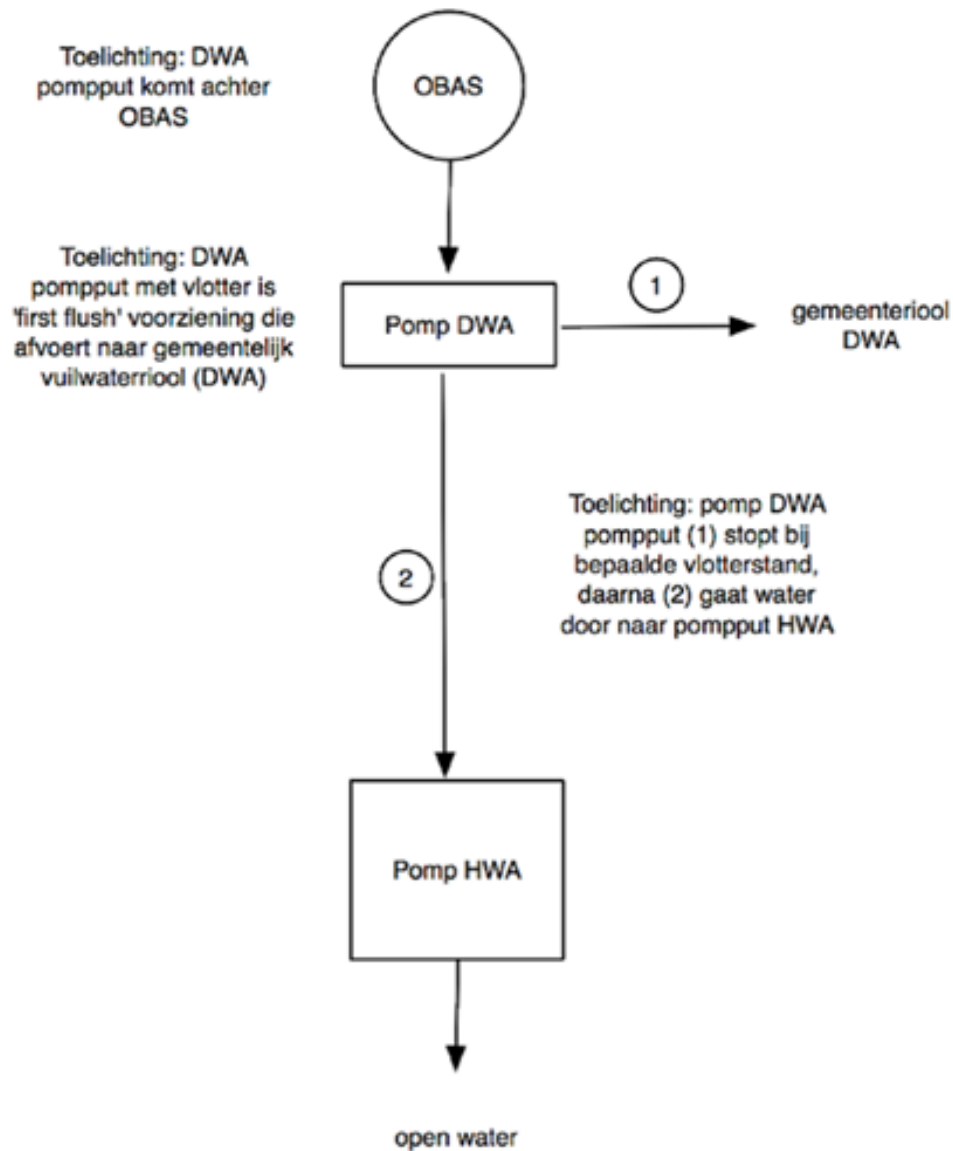 Toelichting: DWA
pompput komt achter
OBAS
OBAS
Toelichting: DWA
pompput met vlotter is
'first flush' voorziening die
afvoert naar gemeentelijk
vuilwaterriool (DWA)
Pomp DWA
1
gemeenteriool
DWA
Toelichting: pomp DWA
pompput (1) stopt bij
bepaalde vlotterstand,
daarna (2) gaat water
door naar pompput HWA
2
Pomp HWA
open water